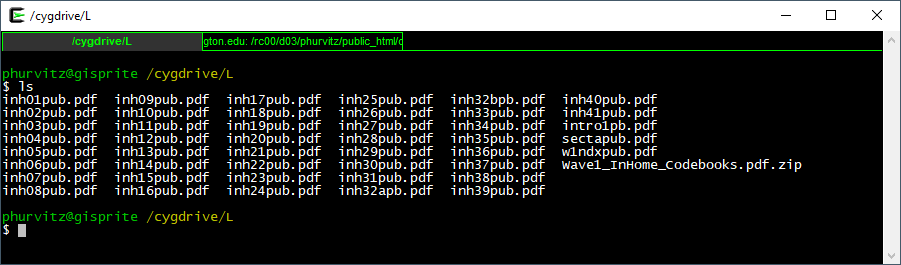 /cygdrive/L
/cygdrive/L gton.edu: /rc00/d03/phurvitz/public_html/c
phurvitz@gisprite /cygdrive/L
$ ls
inh01pub.pdf inh09pub.pdf inh17pub.pdf inh25pub.pdf inh32bpb.pdf inh40pub.pdf
inh02pub.pdf inh10pub.pdf inh18pub.pdf inh26pub.pdf inh33pub.pdf inh41pub.pdf
inh03pub.pdf inh11pub.pdf inh19pub.pdf inh27pub.pdf inh34pub.pdf intro1pb.pdf
inh04pub.pdf inh12pub.pdf inh20pub.pdf inh28pub.pdf inh35pub.pdf sectapub.pdf
inh05pub.pdf inh13pub.pdf inh21pub.pdf inh29pub.pdf inh36pub.pdf w1ndxpub.pdf
inh06pub.pdf inh14pub.pdf inh22pub.pdf inh30pub.pdf inh37pub.pdf Wave1_InHome_Codebooks.pdf.zip
inh07pub.pdf inh15pub.pdf inh23pub.pdf inh31pub.pdf inh38pub.pdf
inh08pub.pdf inh16pub.pdf inh24pub.pdf inh32apb.pdf inh39pub.pdf
phurvitz@gisprite /cygdrive/L
$